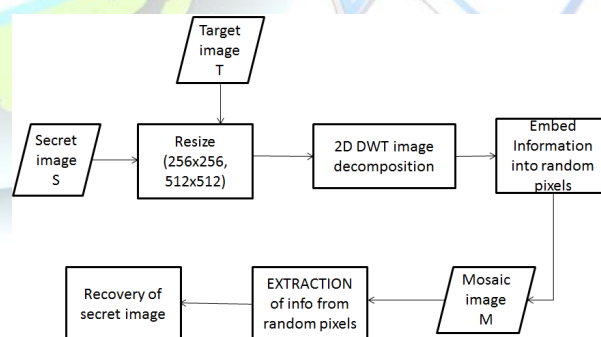 Target
image
T
Secret
image
S
Resize
(256x256,
512x512)
2D DWT image
decomposition
Embed
Information
into random
pixels
Mosaic
image
M
EXTRACTION
of info from
random pixels
Recovery of
secret image